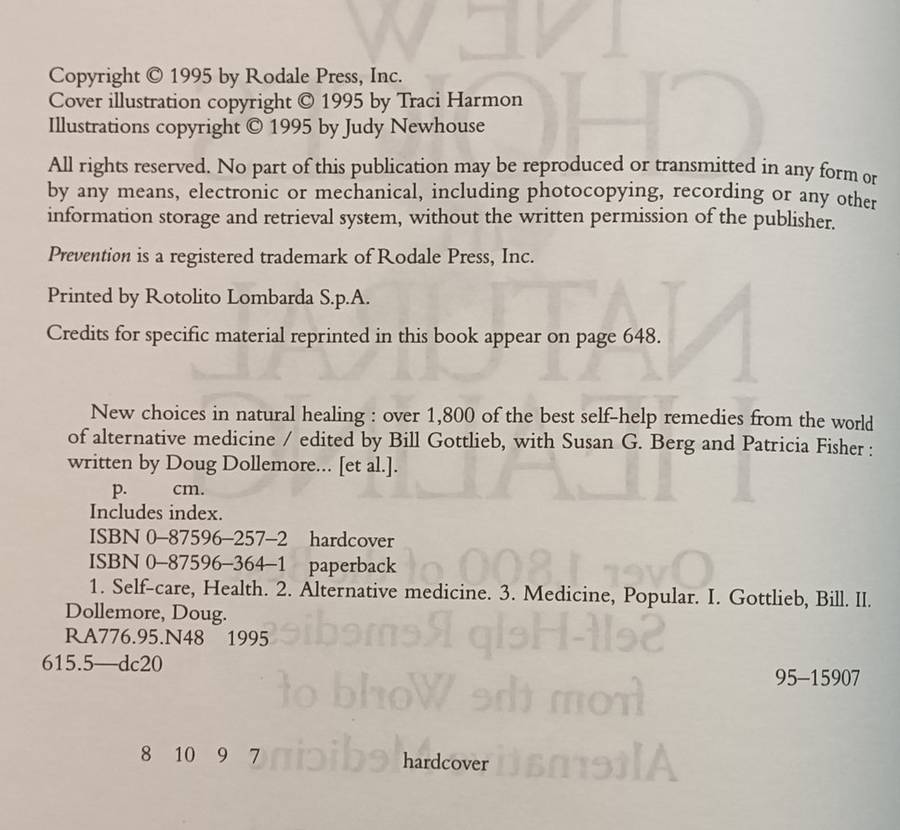 Copyright © 1995 by Rodale Press, Inc.
Cover illustration copyright © 1995 by Traci Harmon
Illustrations copyright © 1995 by Judy Newhouse
All rights reserved. No part of this publication may be reproduced or transmitted in any form or
by any means, electronic or mechanical, including photocopying, recording or any other
information storage and retrieval system, without the written permission of the publisher.
Prevention is a registered trademark of Rodale Press, Inc.
Printed by Rotolito Lombarda S.p.A.
Credits for specific material reprinted in this book appear on page 648.
New choices in natural healing : over 1,800 of the best self-help remedies from the world
of alternative medicine / edited by Bill Gottlieb, with Susan G. Berg and Patricia Fisher :
written by Doug Dollemore... [et al.].
p. cm.
Includes index.
ISBN 0–87596–257–2 hardcover
ISBN 0–87596–364–1 paperback
1. Self-care, Health. 2. Alternative medicine. 3. Medicine, Popular. I. Gottlieb, Bill. II.
Dollemore, Doug.
RA776.95.N48 1995
615.5—dc20 95–15907
8 10 9 7 hardcover